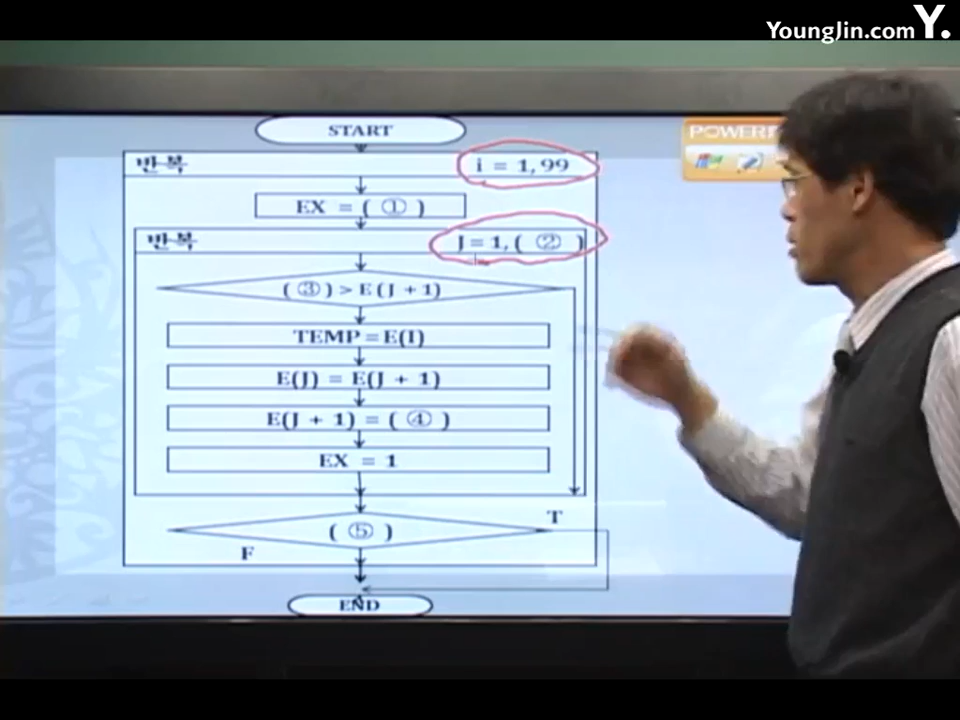 YoungJin.com Y.
START
POWER
반복
i = 1, 99
EX = ( ① )
반복
J = 1, ( ② )
( ③ ) > E ( J + 1)
TEMP = E(I)
E(J) = E(J + 1)
E(J + 1) = ( ④ )
EX = 1
( ⑤ )
T
F
END